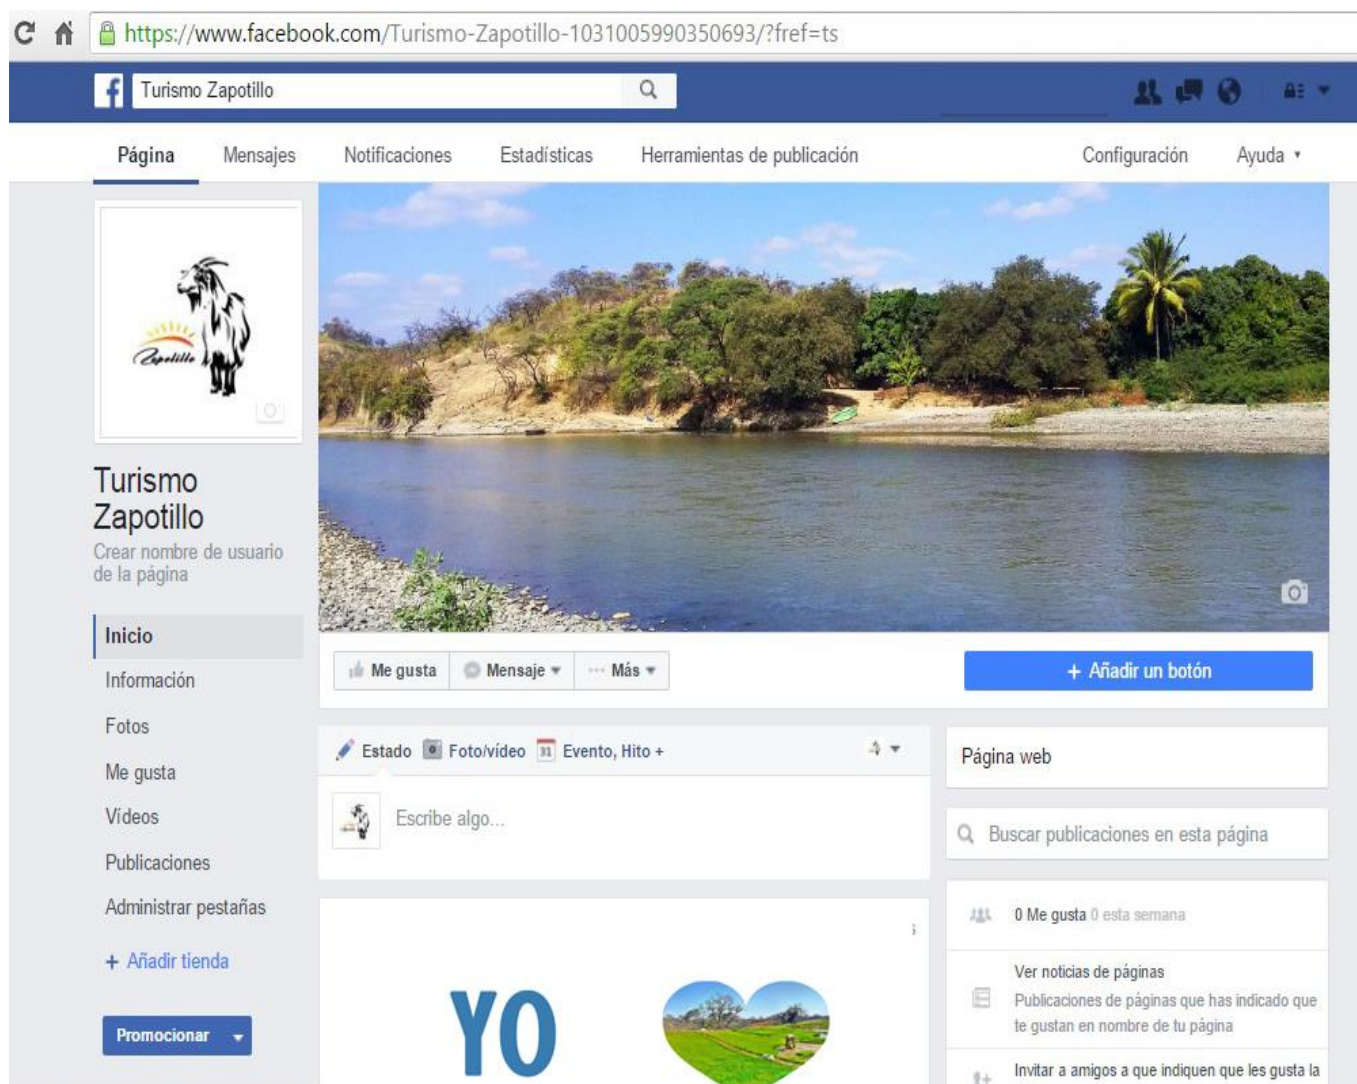 https://www.facebook.com/Turismo-Zapotillo-1031005990350693/?fref=ts
Turismo Zapotillo
Página Mensajes Notificaciones Estadísticas Herramientas de publicación Configuración Ayuda
Zapotillo
Turismo
Zapotillo
Crear nombre de usuario
de la página
Inicio
Información
Fotos
Me gusta
Vídeos
Publicaciones
Administrar pestañas
+ Añadir tienda
Promocionar
Me gusta Mensaje ··· Más
+ Añadir un botón
Estado Foto/vídeo 31 Evento, Hito +
Escribe algo...
YO
Página web
Buscar publicaciones en esta página
0 Me gusta 0 esta semana
Ver noticias de páginas
Publicaciones de páginas que has indicado que
te gustan en nombre de tu página
Invitar a amigos a que indiquen que les gusta la